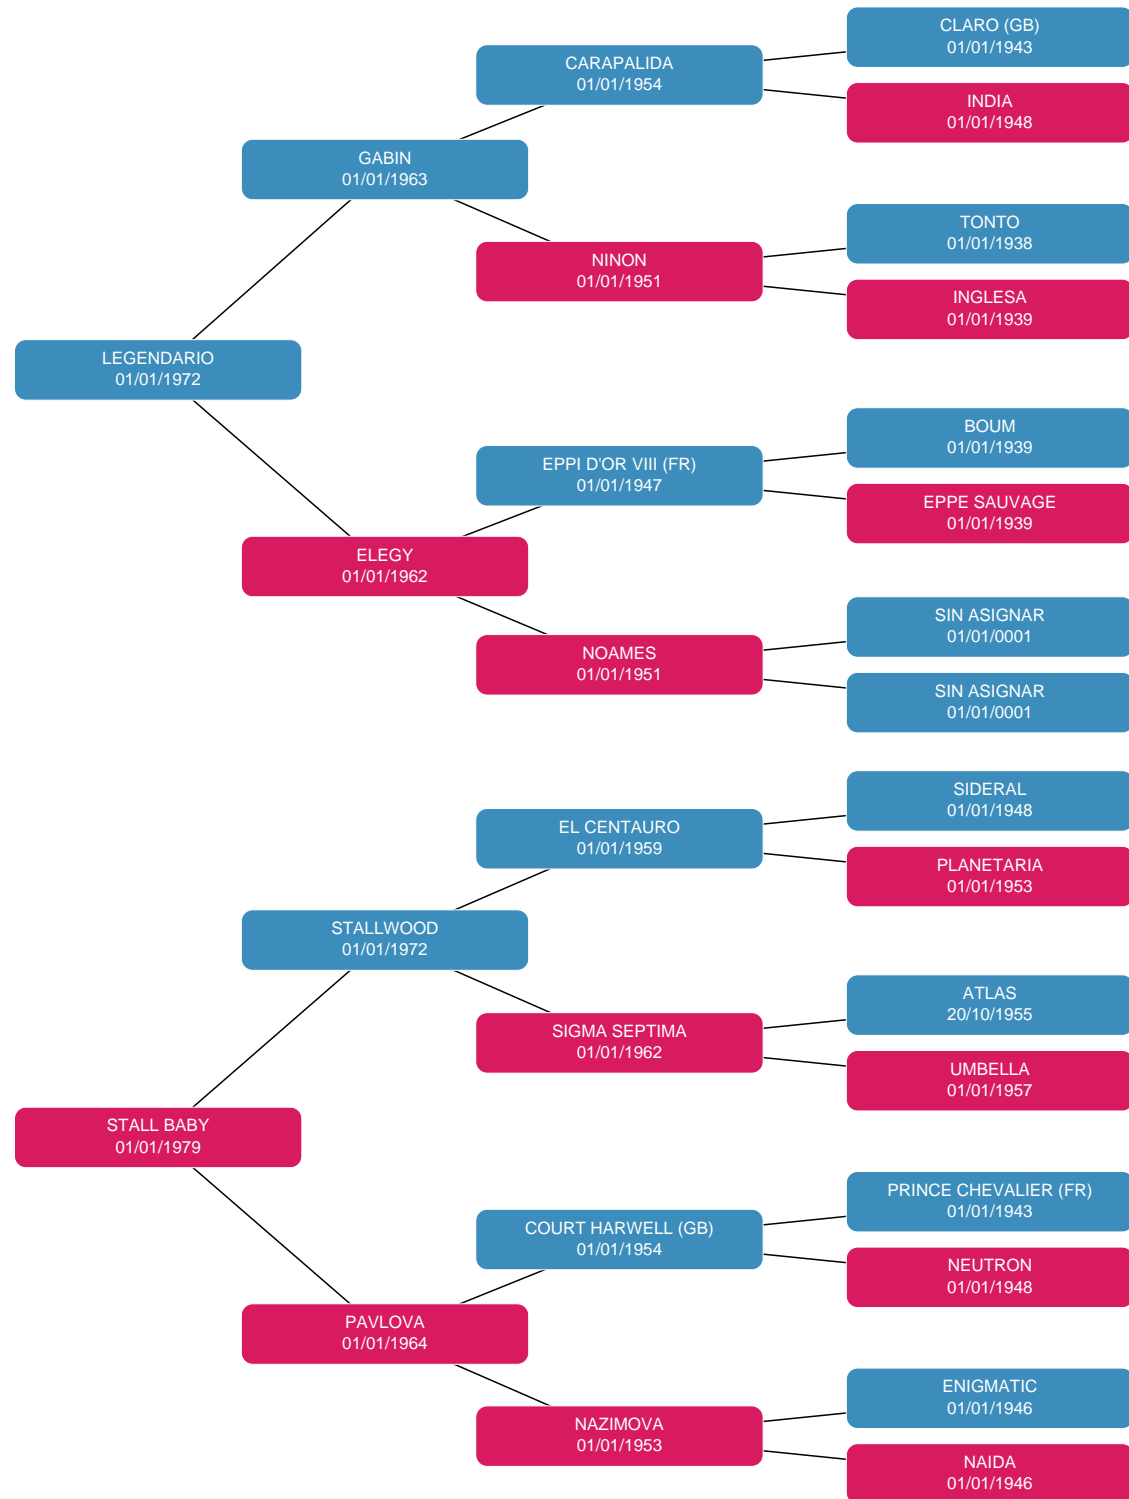 CLARO (GB)
01/01/1943
CARAPALIDA
01/01/1954
INDIA
01/01/1948
GABIN
01/01/1963
TONTO
01/01/1938
NINON
01/01/1951
INGLESA
01/01/1939
LEGENDARIO
01/01/1972
BOUM
01/01/1939
EPPI D'OR VIII (FR)
01/01/1947
EPPE SAUVAGE
01/01/1939
ELEGY
01/01/1962
SIN ASIGNAR
01/01/0001
NOAMES
01/01/1951
SIN ASIGNAR
01/01/0001
SIDERAL
01/01/1948
EL CENTAURO
01/01/1959
PLANETARIA
01/01/1953
STALLWOOD
01/01/1972
ATLAS
20/10/1955
SIGMA SEPTIMA
01/01/1962
UMBELLA
01/01/1957
STALL BABY
01/01/1979
PRINCE CHEVALIER (FR)
01/01/1943
COURT HARWELL (GB)
01/01/1954
NEUTRON
01/01/1948
PAVLOVA
01/01/1964
ENIGMATIC
01/01/1946
NAZIMOVA
01/01/1953
NAIDA
01/01/1946